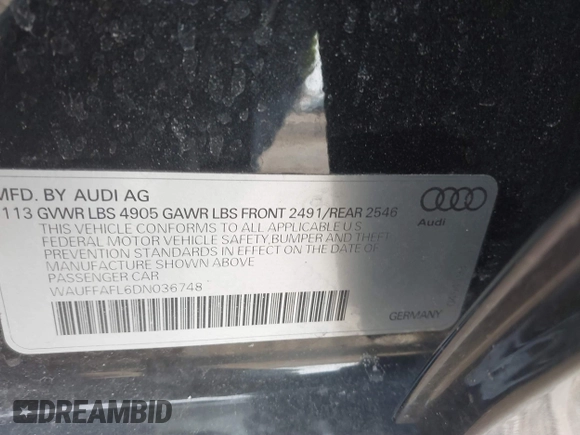 MFD. BY AUDI AG
113 GVWR LBS 4905 GAWR LBS FRONT 2491/REAR 2546
THIS VEHICLE CONFORMS TO ALL APPLICABLE U.S
FEDERAL MOTOR VEHICLE SAFETY,BUMPER AND THEFT
PREVENTION STANDARDS IN EFFECT ON THE DATE OF
MANUFACTURE SHOWN ABOVE
PASSENGER CAR
WAUFFAFL6DN036748
Audi
GERMANY
DREAMBID